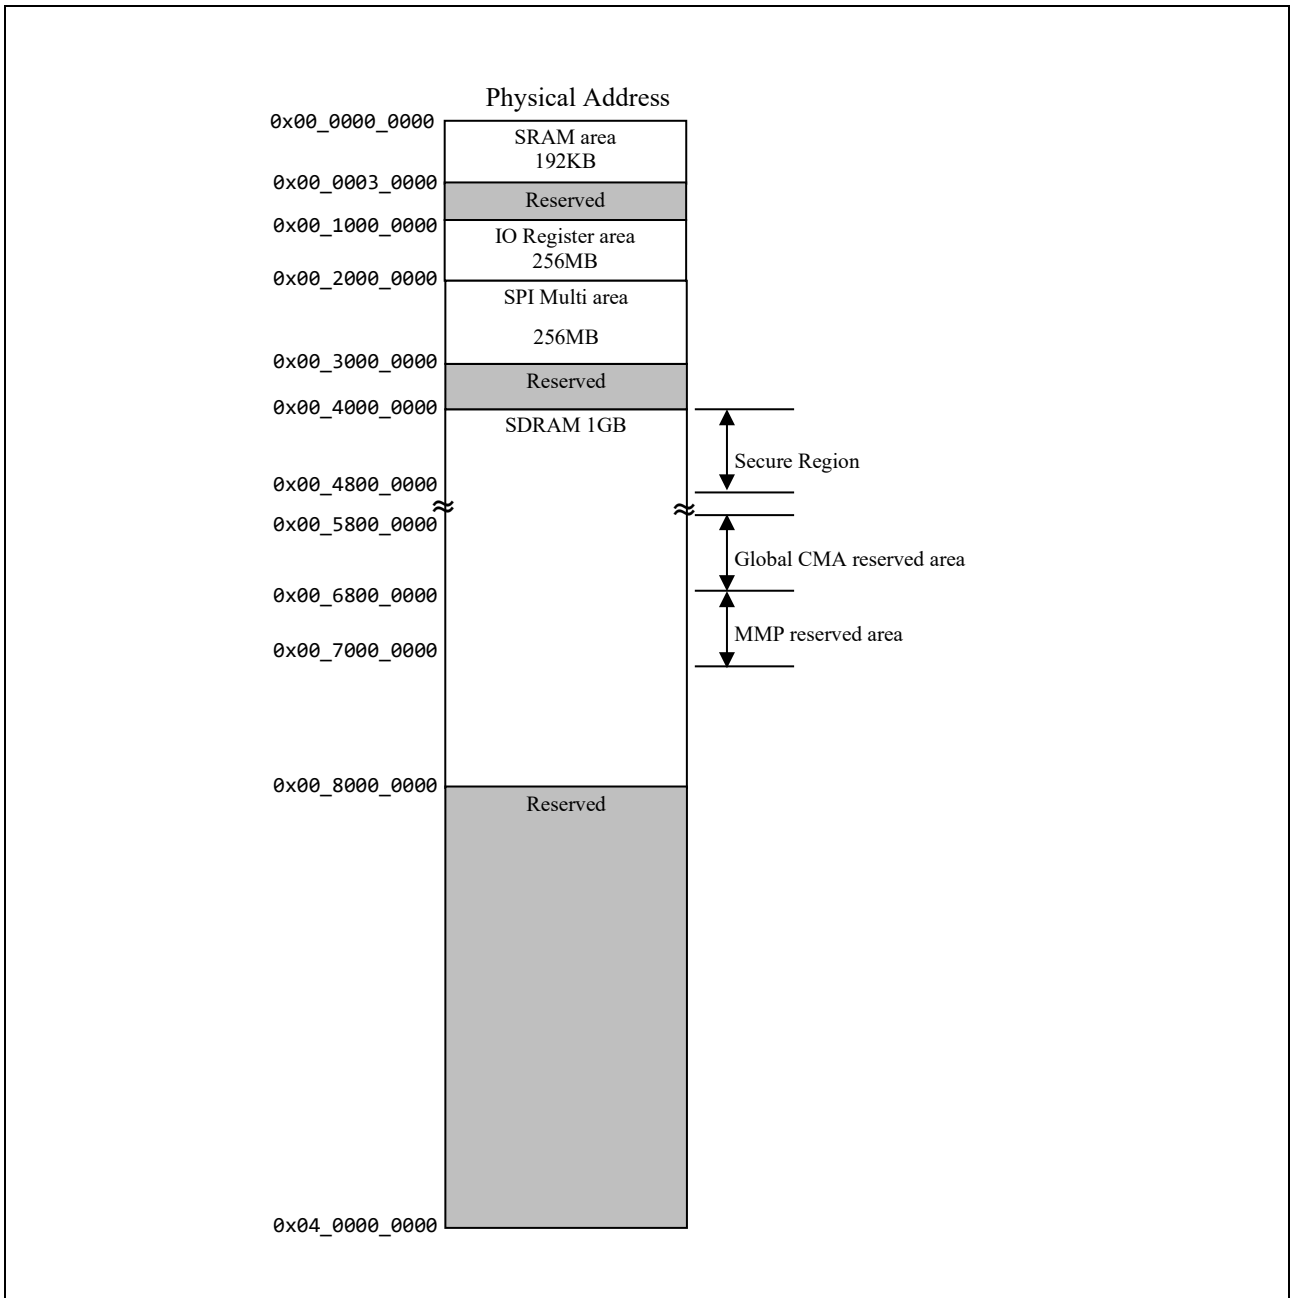 Physical Address
0x00_0000_0000
SRAM area
192KB
0x00_0003_0000
Reserved
0x00_1000_0000
IO Register area
256MB
0x00_2000_0000
SPI Multi area
256MB
0x00_3000_0000
Reserved
0x00_4000_0000
SDRAM 1GB
Secure Region
0x00_4800_0000
0x00_5800_0000
Global CMA reserved area
0x00_6800_0000
MMP reserved area
0x00_7000_0000
0x00_8000_0000
Reserved
0x04_0000_0000